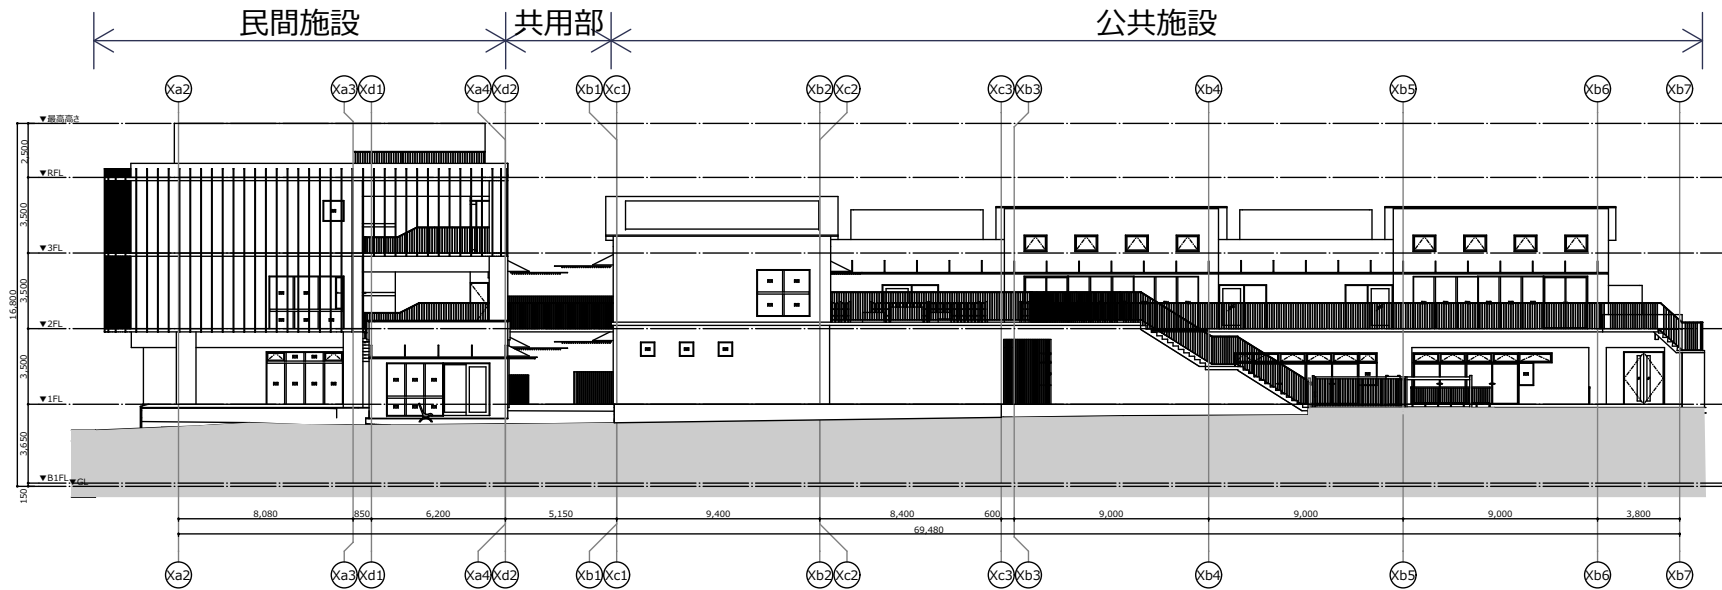 民間施設 共用部 公共施設
Xa2 Xa3 Xd1 Xa4 Xd2 Xb1 Xc1 Xb2 Xc2 Xc3 Xb3 Xb4 Xb5 Xb6 Xb7
▼最高高さ
2,500
▼RFL
3,500
▼3FL
3,500
16,800
▼2FL
3,500
▼1FL
3,650
▼B1FL ▼GL
150
8,080 850 6,200 5,150 9,400 8,400 600 9,000 9,000 9,000 3,800
69,480
Xa2 Xa3 Xd1 Xa4 Xd2 Xb1 Xc1 Xb2 Xc2 Xc3 Xb3 Xb4 Xb5 Xb6 Xb7